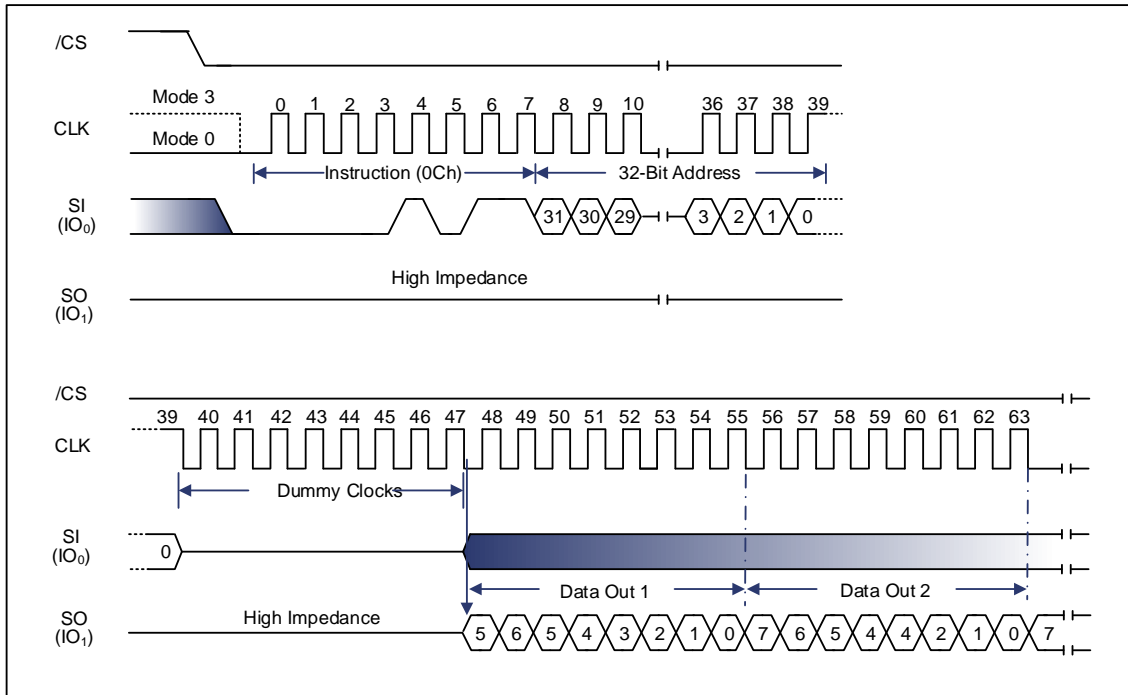 /CS
Mode 3
0 1 2 3 4 5 6 7 8 9 10 36 37 38 39
CLK
Mode 0
Instruction (0Ch) 32-Bit Address
SI
(IO0)
31 30 29 3 2 1 0
High Impedance
SO
(IO1)
/CS
39 40 41 42 43 44 45 46 47 48 49 50 51 52 53 54 55 56 57 58 59 60 61 62 63
CLK
Dummy Clocks
SI
(IO0)
0
Data Out 1 Data Out 2
High Impedance
SO
(IO1)
5 6 5 4 3 2 1 0 7 6 5 4 4 2 1 0 7